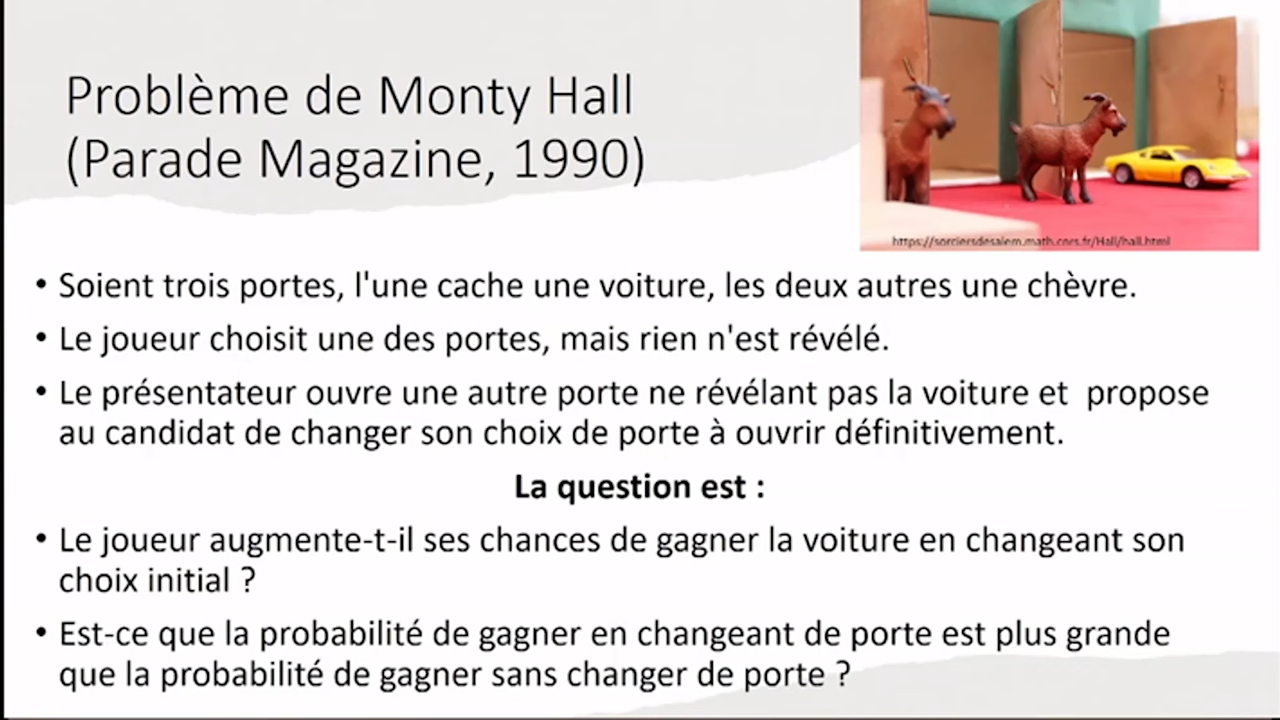 Problème de Monty Hall
(Parade Magazine, 1990)
https://sorciersdesalem.math.cnrs.fr/Hall/hall.html
• Soient trois portes, l'une cache une voiture, les deux autres une chèvre.
• Le joueur choisit une des portes, mais rien n'est révélé.
• Le présentateur ouvre une autre porte ne révélant pas la voiture et  propose
au candidat de changer son choix de porte à ouvrir définitivement.
La question est :
• Le joueur augmente-t-il ses chances de gagner la voiture en changeant son
choix initial ?
• Est-ce que la probabilité de gagner en changeant de porte est plus grande
que la probabilité de gagner sans changer de porte ?